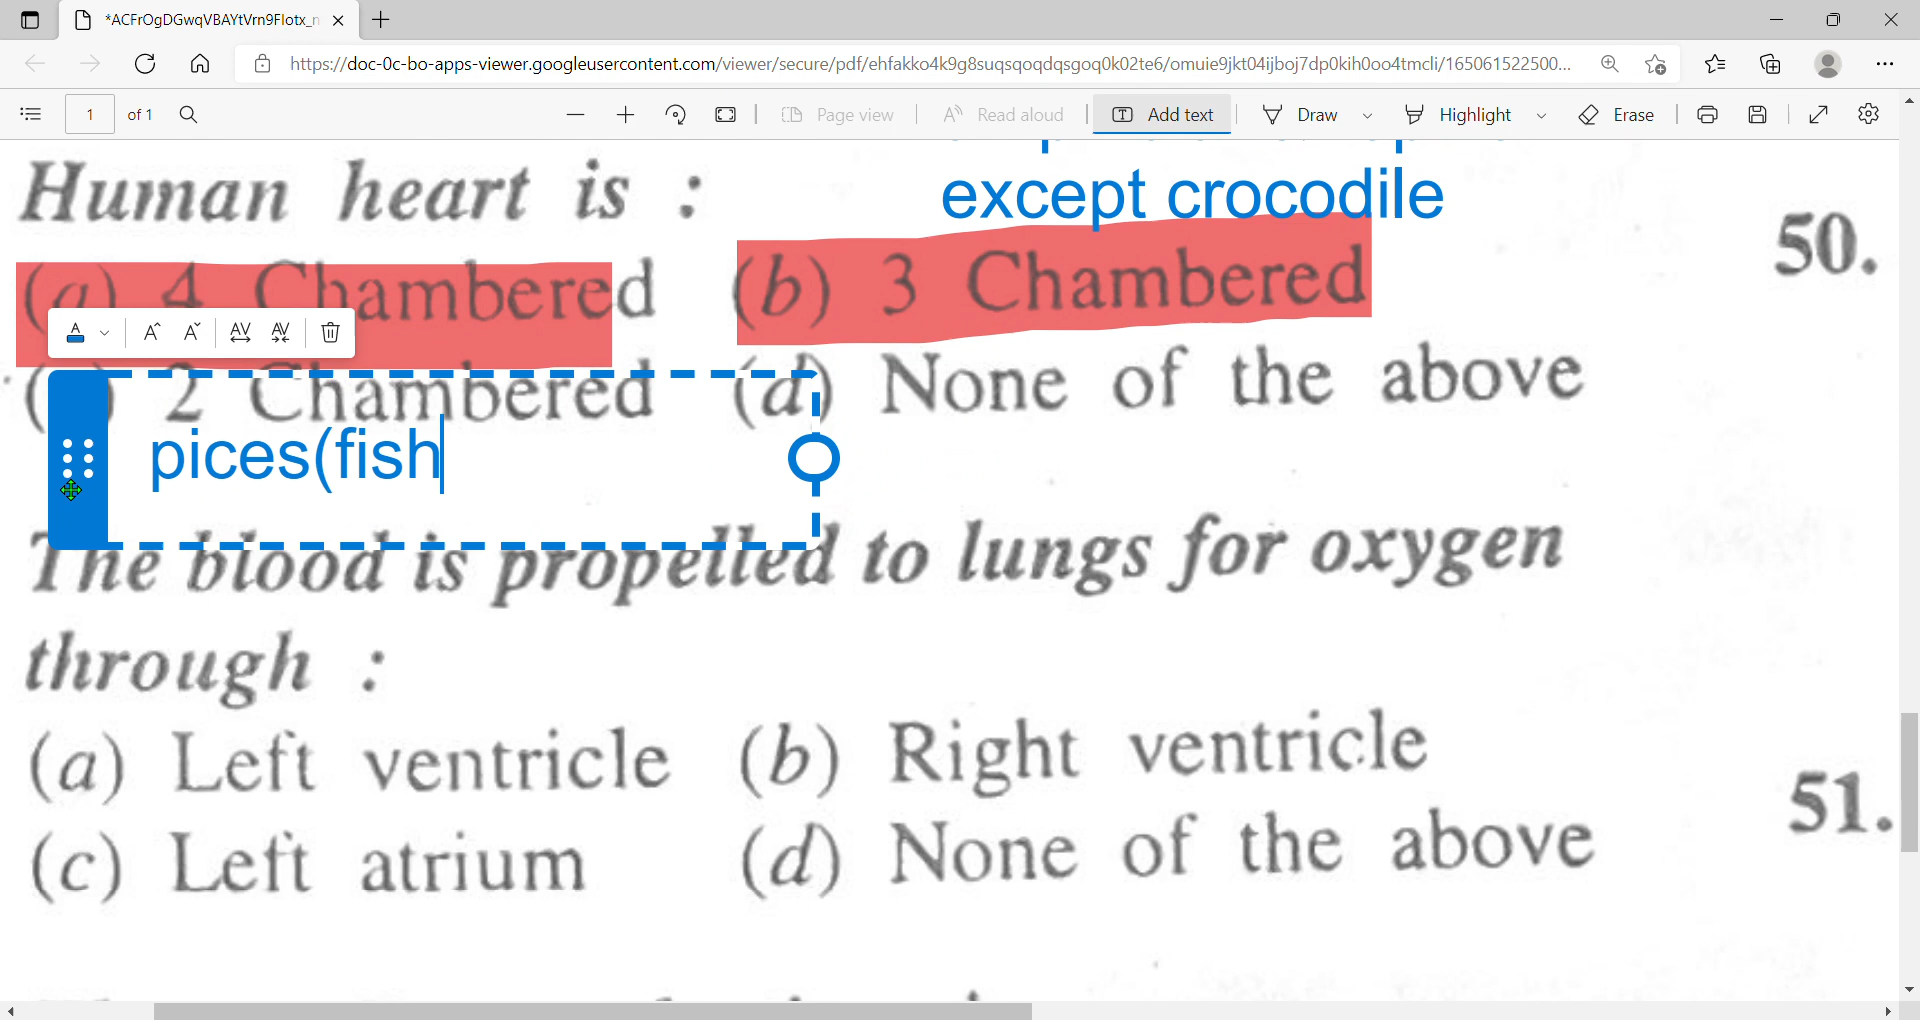 *ACFrOgDGwqVBAYtVrn9Flotx_n
https://doc-0c-bo-apps-viewer.googleusercontent.com/viewer/secure/pdf/ehfakko4k9g8suqsqoqdqsgoq0k02te6/omuie9jkt04ijboj7dp0kih0oo4tmcli/165061522500...
1 of 1 Page view Read aloud Add text Draw Highlight Erase
except crocodile
Human heart is :
50.
(a) 4 Chambered (b) 3 Chambered
2 Chambered (d) None of the above
pices(fish
The blood is propelled to lungs for oxygen
through :
(a) Left ventricle (b) Right ventricle
51.
(c) Left atrium (d) None of the above